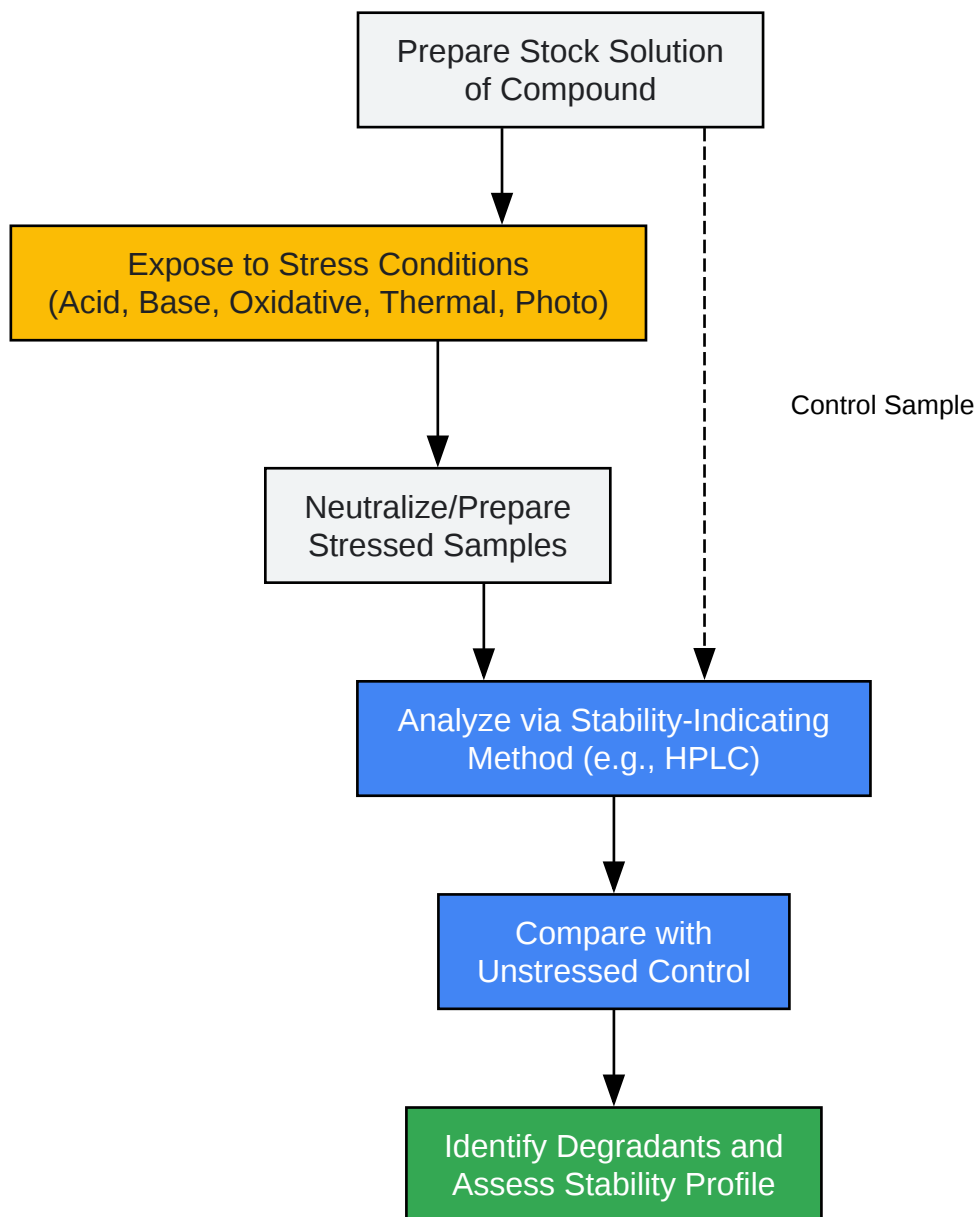 Prepare Stock Solution
of Compound
Expose to Stress Conditions
(Acid, Base, Oxidative, Thermal, Photo)
Control Sample
Neutralize/Prepare
Stressed Samples
Analyze via Stability-Indicating
Method (e.g., HPLC)
Compare with
Unstressed Control
Identify Degradants and
Assess Stability Profile